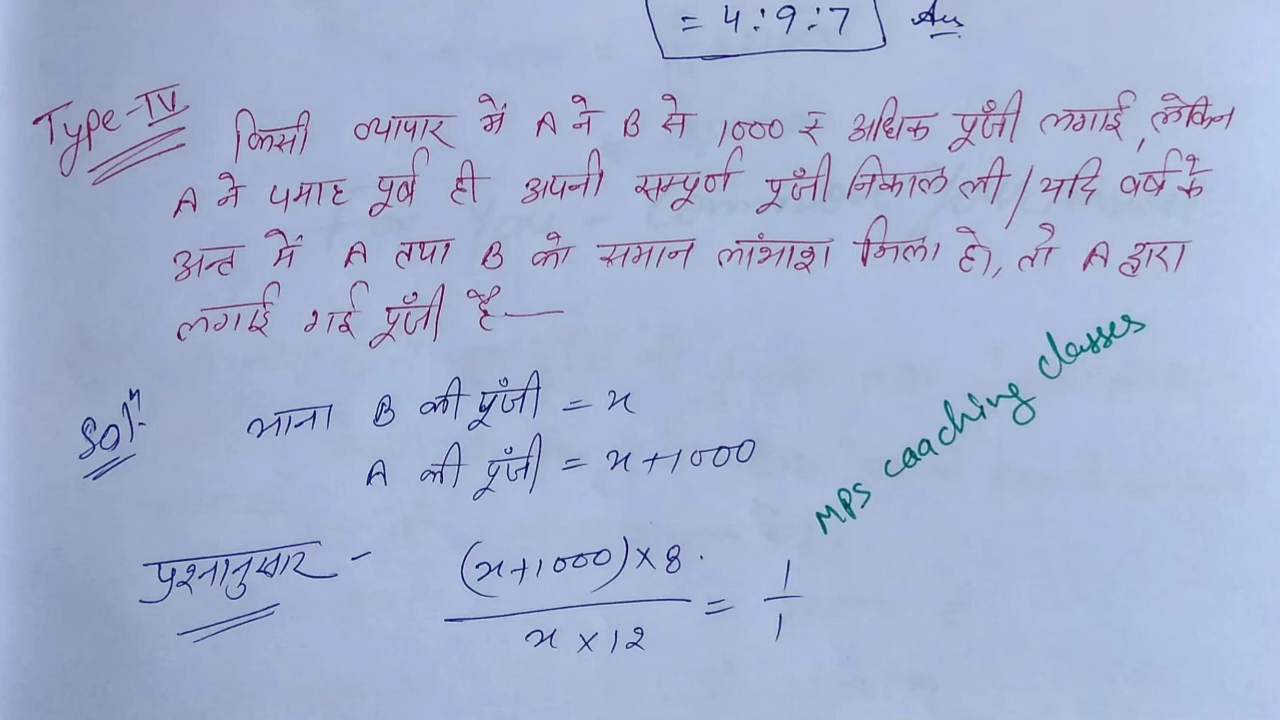 = 4:9:7 Ans
Type-IV किसी व्यापार में A ने B से 1000 ₹ अधिक पूँजी लगाई, लेकिन
A ने 4माह पूर्व ही अपनी सम्पूर्ण पूँजी निकाल ली / यदि वर्ष के
अन्त में A तथा B को समान लांभाश मिला हो, तो A द्वारा
लगाई गई पूँजी है—
Solⁿ- माना B की पूँजी = x
A की पूँजी = x+1000
MPS caaching classes
प्रश्नानुसार - (x+1000)×8
x × 12
= 1
1